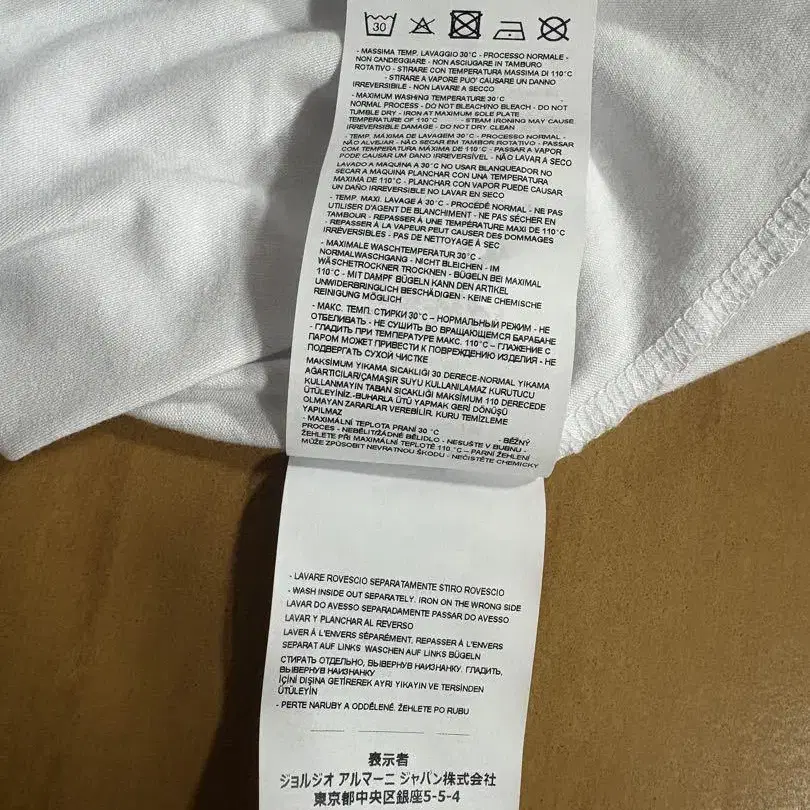 30
- MASSIMA TEMP. LAVAGGIO 30°C - PROCESSO NORMALE -
NON CANDEGGIARE - NON ASCIUGARE IN TAMBURO
ROTATIVO - STIRARE CON TEMPERATURA MASSIMA DI 110°C
- STIRARE A VAPORE PUO' CAUSARE UN DANNO
IRREVERSIBILE - NON LAVARE A SECCO
- MAXIMUM WASHING TEMPERATURE 30°C
NORMAL PROCESS - DO NOT BLEACH/NO BLEACH - DO NOT
TUMBLE DRY - IRON AT MAXIMUM SOLE PLATE
TEMPERATURE OF 110°C - STEAM IRONING MAY CAUSE
IRREVERSIBLE DAMAGE - DO NOT DRY CLEAN
- TEMP. MÁXIMA DE LAVAGEM 30°C - PROCESSO NORMAL -
NÃO ALVEJAR - NÃO SECAR EM TAMBOR ROTATIVO - PASSAR
COM TEMPERATURA MÁXIMA DE 110°C - PASSAR A VAPOR
PODE CAUSAR UM DANO IRREVERSÍVEL - NÃO LAVAR A SECO
LAVADO A MAQUINA A 30°C NO USAR BLANQUEADOR NO
SECAR A MAQUINA PLANCHAR CON UNA TEMPERATURA
MAXIMA DE 110°C - PLANCHAR CON VAPOR PUEDE CAUSAR
UN DAÑO IRREVERSIBLE NO LAVAR EN SECO
- TEMP. MAXI. LAVAGE À 30°C - PROCÉDÉ NORMAL - NE PAS
UTILISER D'AGENT DE BLANCHIMENT - NE PAS SÉCHER EN
TAMBOUR - REPASSER À UNE TEMPÉRATURE MAXI DE 110°C
- REPASSER À LA VAPEUR PEUT CAUSER DES DOMMAGES
IRRÉVERSIBLES - PAS DE NETTOYAGE À SEC
- MAXIMALE WASCHTEMPERATUR 30°C -
NORMALWASCHGANG - NICHT BLEICHEN - IM
WÄSCHETROCKNER TROCKNEN - BÜGELN BEI MAXIMAL
110°C - MIT DAMPF BÜGELN KANN DEN ARTIKEL
UNWIDERBRINGLICH BESCHÄDIGEN - KEINE CHEMISCHE
REINIGUNG MÖGLICH
- МАКС. ТЕМП. СТИРКИ 30°C – НОРМАЛЬНЫЙ РЕЖИМ - НЕ
ОТБЕЛИВАТЬ - НЕ СУШИТЬ ВО ВРАЩАЮЩЕМСЯ БАРАБАНЕ
- ГЛАДИТЬ ПРИ ТЕМПЕРАТУРЕ МАКС. 110°C – ГЛАЖЕНИЕ С
ПАРОМ МОЖЕТ ПРИВЕСТИ К ПОВРЕЖДЕНИЮ ИЗДЕЛИЯ - НЕ
ПОДВЕРГАТЬ СУХОЙ ЧИСТКЕ
MAKSİMUM YIKAMA SICAKLIĞI 30 DERECE-NORMAL YIKAMA
AĞARTICILAR/ÇAMAŞIR SUYU KULLANILAMAZ KURUTUCU
KULLANMAYIN TABAN SICAKLIĞI MAKSİMUM 110 DERECEDE
ÜTÜLEYİNİZ.-BUHARLA ÜTÜ YAPMAK GERİ DÖNÜŞÜ
OLMAYAN ZARARLAR VEREBİLİR. KURU TEMİZLEME
YAPILMAZ
- MAXIMÁLNÍ TEPLOTA PRANÍ 30 °C - BĚŽNÝ
PROCES - NEBĚLIT/ŽÁDNÉ BĚLIDLO - NESUŠTE V BUBNU -
ŽEHLETE PŘI MAXIMÁLNÍ TEPLOTĚ 110 °C – PARNÍ ŽEHLENÍ
MŮŽE ZPŮSOBIT NEVRATNOU ŠKODU - NEČISTĚTE CHEMICKY
- LAVARE ROVESCIO SEPARATAMENTE STIRO ROVESCIO
- WASH INSIDE OUT SEPARATELY. IRON ON THE WRONG SIDE
LAVAR DO AVESSO SEPARADAMENTE PASSAR DO AVESSO
LAVAR Y PLANCHAR AL REVERSO
LAVER À L'ENVERS SÉPARÉMENT, REPASSER À L'ENVERS
SEPARAT AUF LINKS WASCHEN AUF LINKS BÜGELN
СТИРАТЬ ОТДЕЛЬНО, ВЫВЕРНУВ НАИЗНАНКУ. ГЛАДИТЬ,
ВЫВЕРНУВ НАИЗНАНКУ
İÇİNİ DIŞINA GETİREREK AYRI YIKAYIN VE TERSİNDEN
ÜTÜLEYİN
- PERTE NARUBY A ODDĚLENĚ. ŽEHLETE PO RUBU
表示者
ジョルジオ アルマーニ ジャパン株式会社
東京都中央区銀座5-5-4